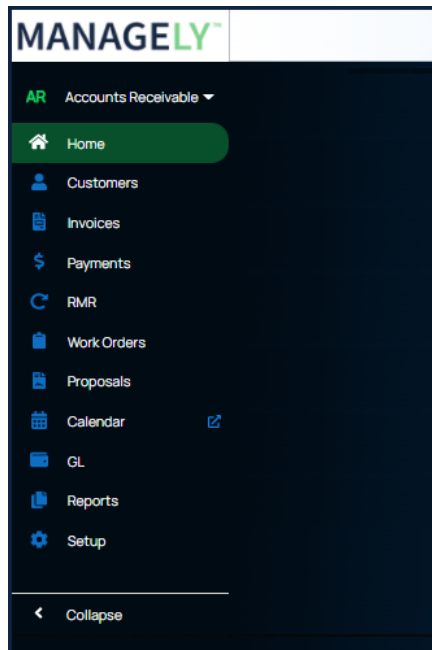 MANAGELY™
AR Accounts Receivable
Home
Customers
Invoices
Payments
RMR
Work Orders
Proposals
Calendar
GL
Reports
Setup
Collapse